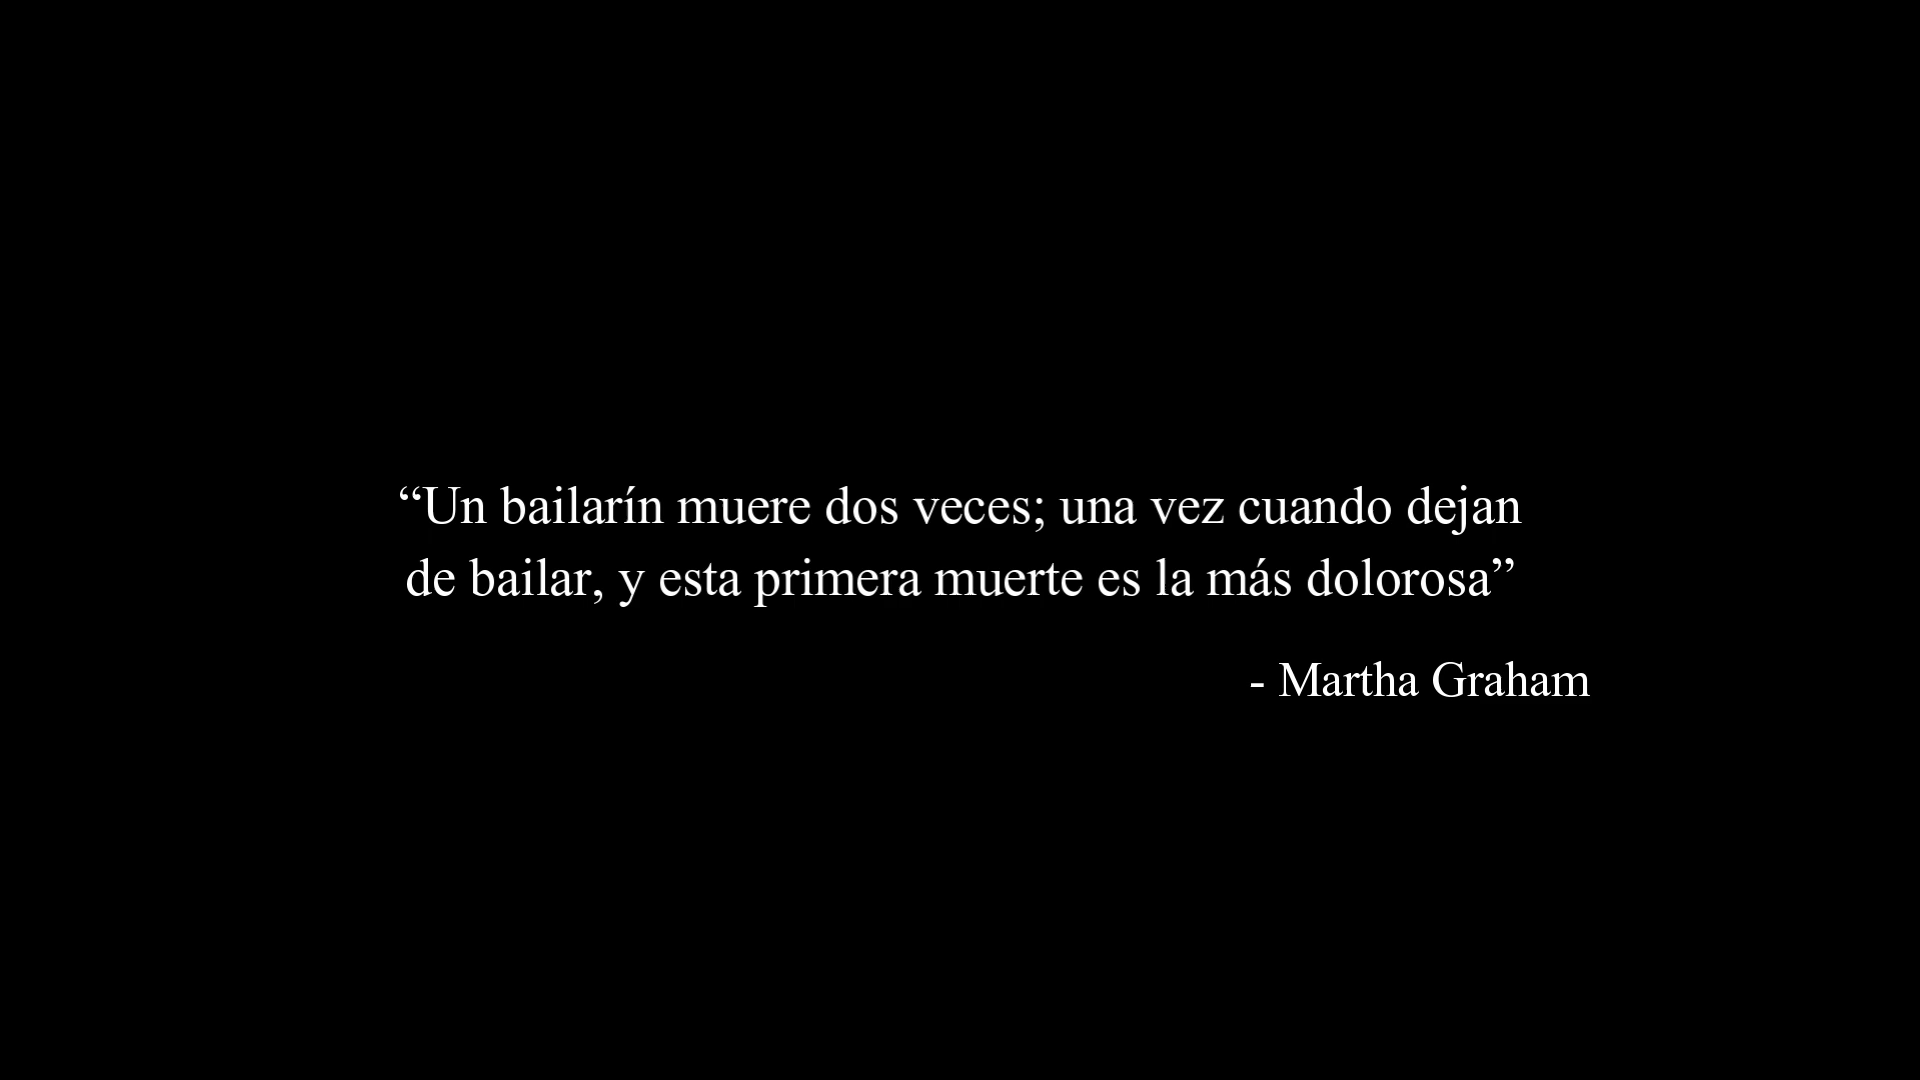 “Un bailarín muere dos veces; una vez cuando dejan
de bailar, y esta primera muerte es la más dolorosa”
- Martha Graham